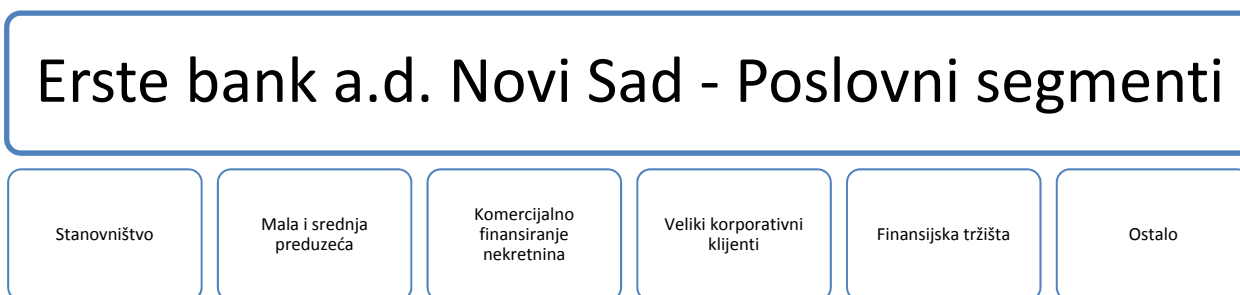 Erste bank a.d. Novi Sad - Poslovni segmenti
Stanovništvo
Mala i srednja
preduzeća
Komercijalno
finansiranje
nekretnina
Veliki korporativni
klijenti
Finansijska tržišta
Ostalo